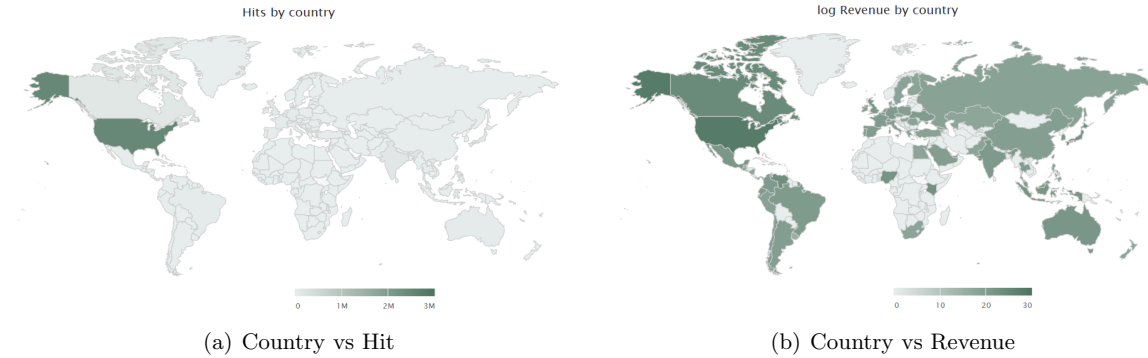 Hits by country
0 1M 2M 3M
(a) Country vs Hit
log Revenue by country
0 10 20 30
(b) Country vs Revenue